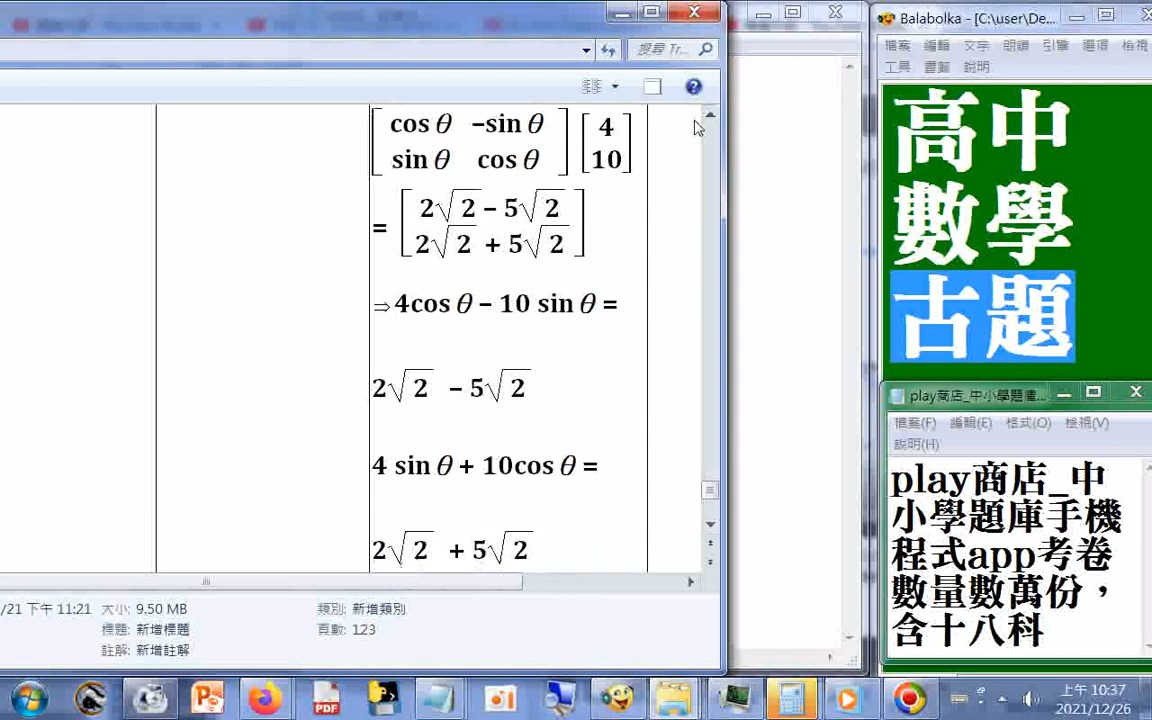 搜尋 Tr...
cos θ −sin θ 4
sin θ cos θ 10
= 2√2 − 5√2
2√2 + 5√2
⇒ 4cos θ − 10 sin θ =
2√2 − 5√2
4 sin θ + 10cos θ =
2√2 + 5√2
/21 下午 11:21 大小: 9.50 MB 類別: 新增類別
標題: 新增標題 頁數: 123
註解: 新增註解
Balabolka - [C:\user\De...
檔案 編輯 文字 朗讀 引擎 選項 檢視
工具 書籤 說明
高中
數學
古題
play商店_中小學題庫...
檔案(F) 編輯(E) 格式(O) 檢視(V)
說明(H)
play商店_中
小學題庫手機
程式app考卷
數量數萬份，
含十八科
上午 10:37
2021/12/26